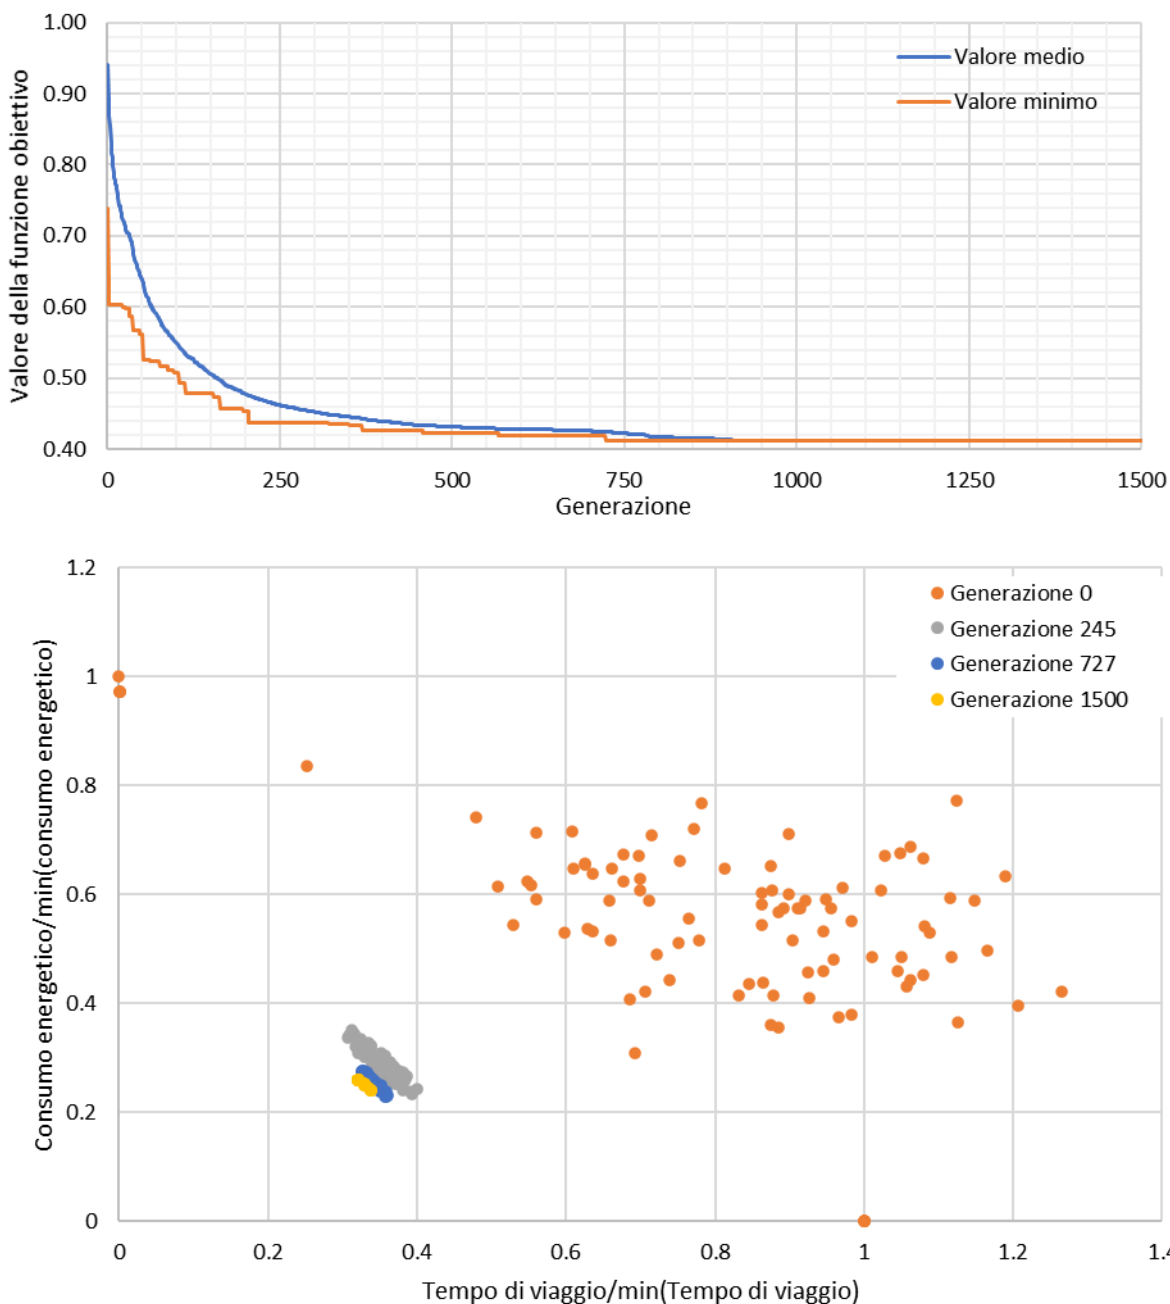 1.00
0.90
0.80
0.70
0.60
0.50
0.40
Valore della funzione obiettivo
Valore medio
Valore minimo
0
250
500
750
1000
1250
1500
Generazione
1.2
1
0.8
0.6
0.4
0.2
0
Consumo energetico/min(consumo energetico)
Generazione 0
Generazione 245
Generazione 727
Generazione 1500
0
0.2
0.4
0.6
0.8
1
1.2
1.4
Tempo di viaggio/min(Tempo di viaggio)